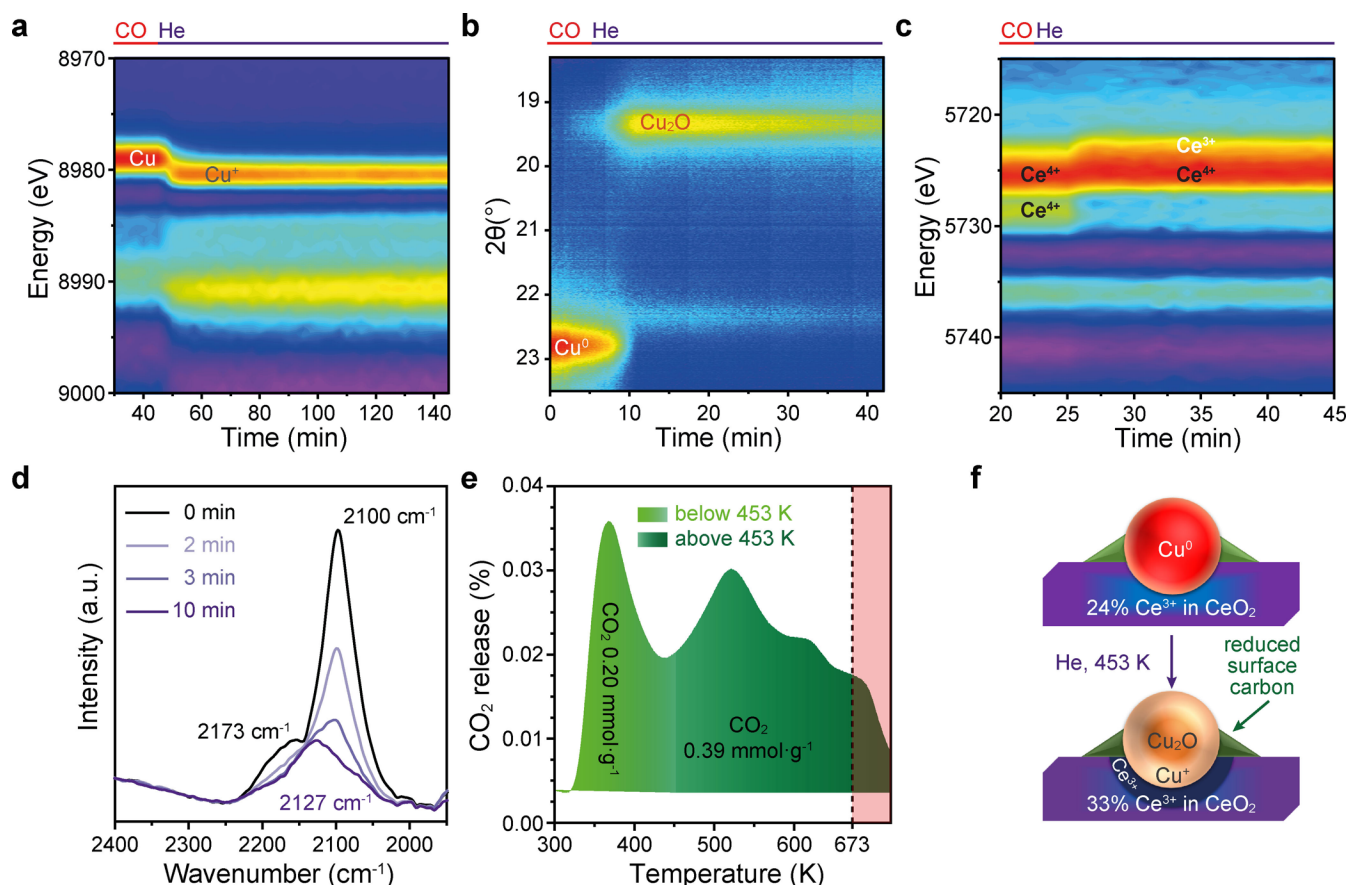 a
CO He
8970
8980
8990
9000
Energy (eV)
Cu
Cu⁺
40 60 80 100 120 140
Time (min)
b
CO He
19
20
21
22
23
2θ(°)
Cu₂O
Cu⁰
0 10 20 30 40
Time (min)
c
CO He
5720
5730
5740
Energy (eV)
Ce³⁺
Ce⁴⁺ Ce⁴⁺
Ce⁴⁺
20 25 30 35 40 45
Time (min)
d
0 min
2 min
3 min
10 min
2100 cm⁻¹
2173 cm⁻¹
2127 cm⁻¹
Intensity (a.u.)
2400 2300 2200 2100 2000
Wavenumber (cm⁻¹)
e
0.04
0.03
0.02
0.01
0.00
CO₂ release (%)
below 453 K
above 453 K
CO₂ 0.20 mmol·g⁻¹
CO₂
0.39 mmol·g⁻¹
300 400 500 600 673
Temperature (K)
f
Cu⁰
24% Ce³⁺ in CeO₂
He, 453 K
reduced
surface
carbon
Cu₂O
Cu⁺
Ce³⁺
33% Ce³⁺ in CeO₂